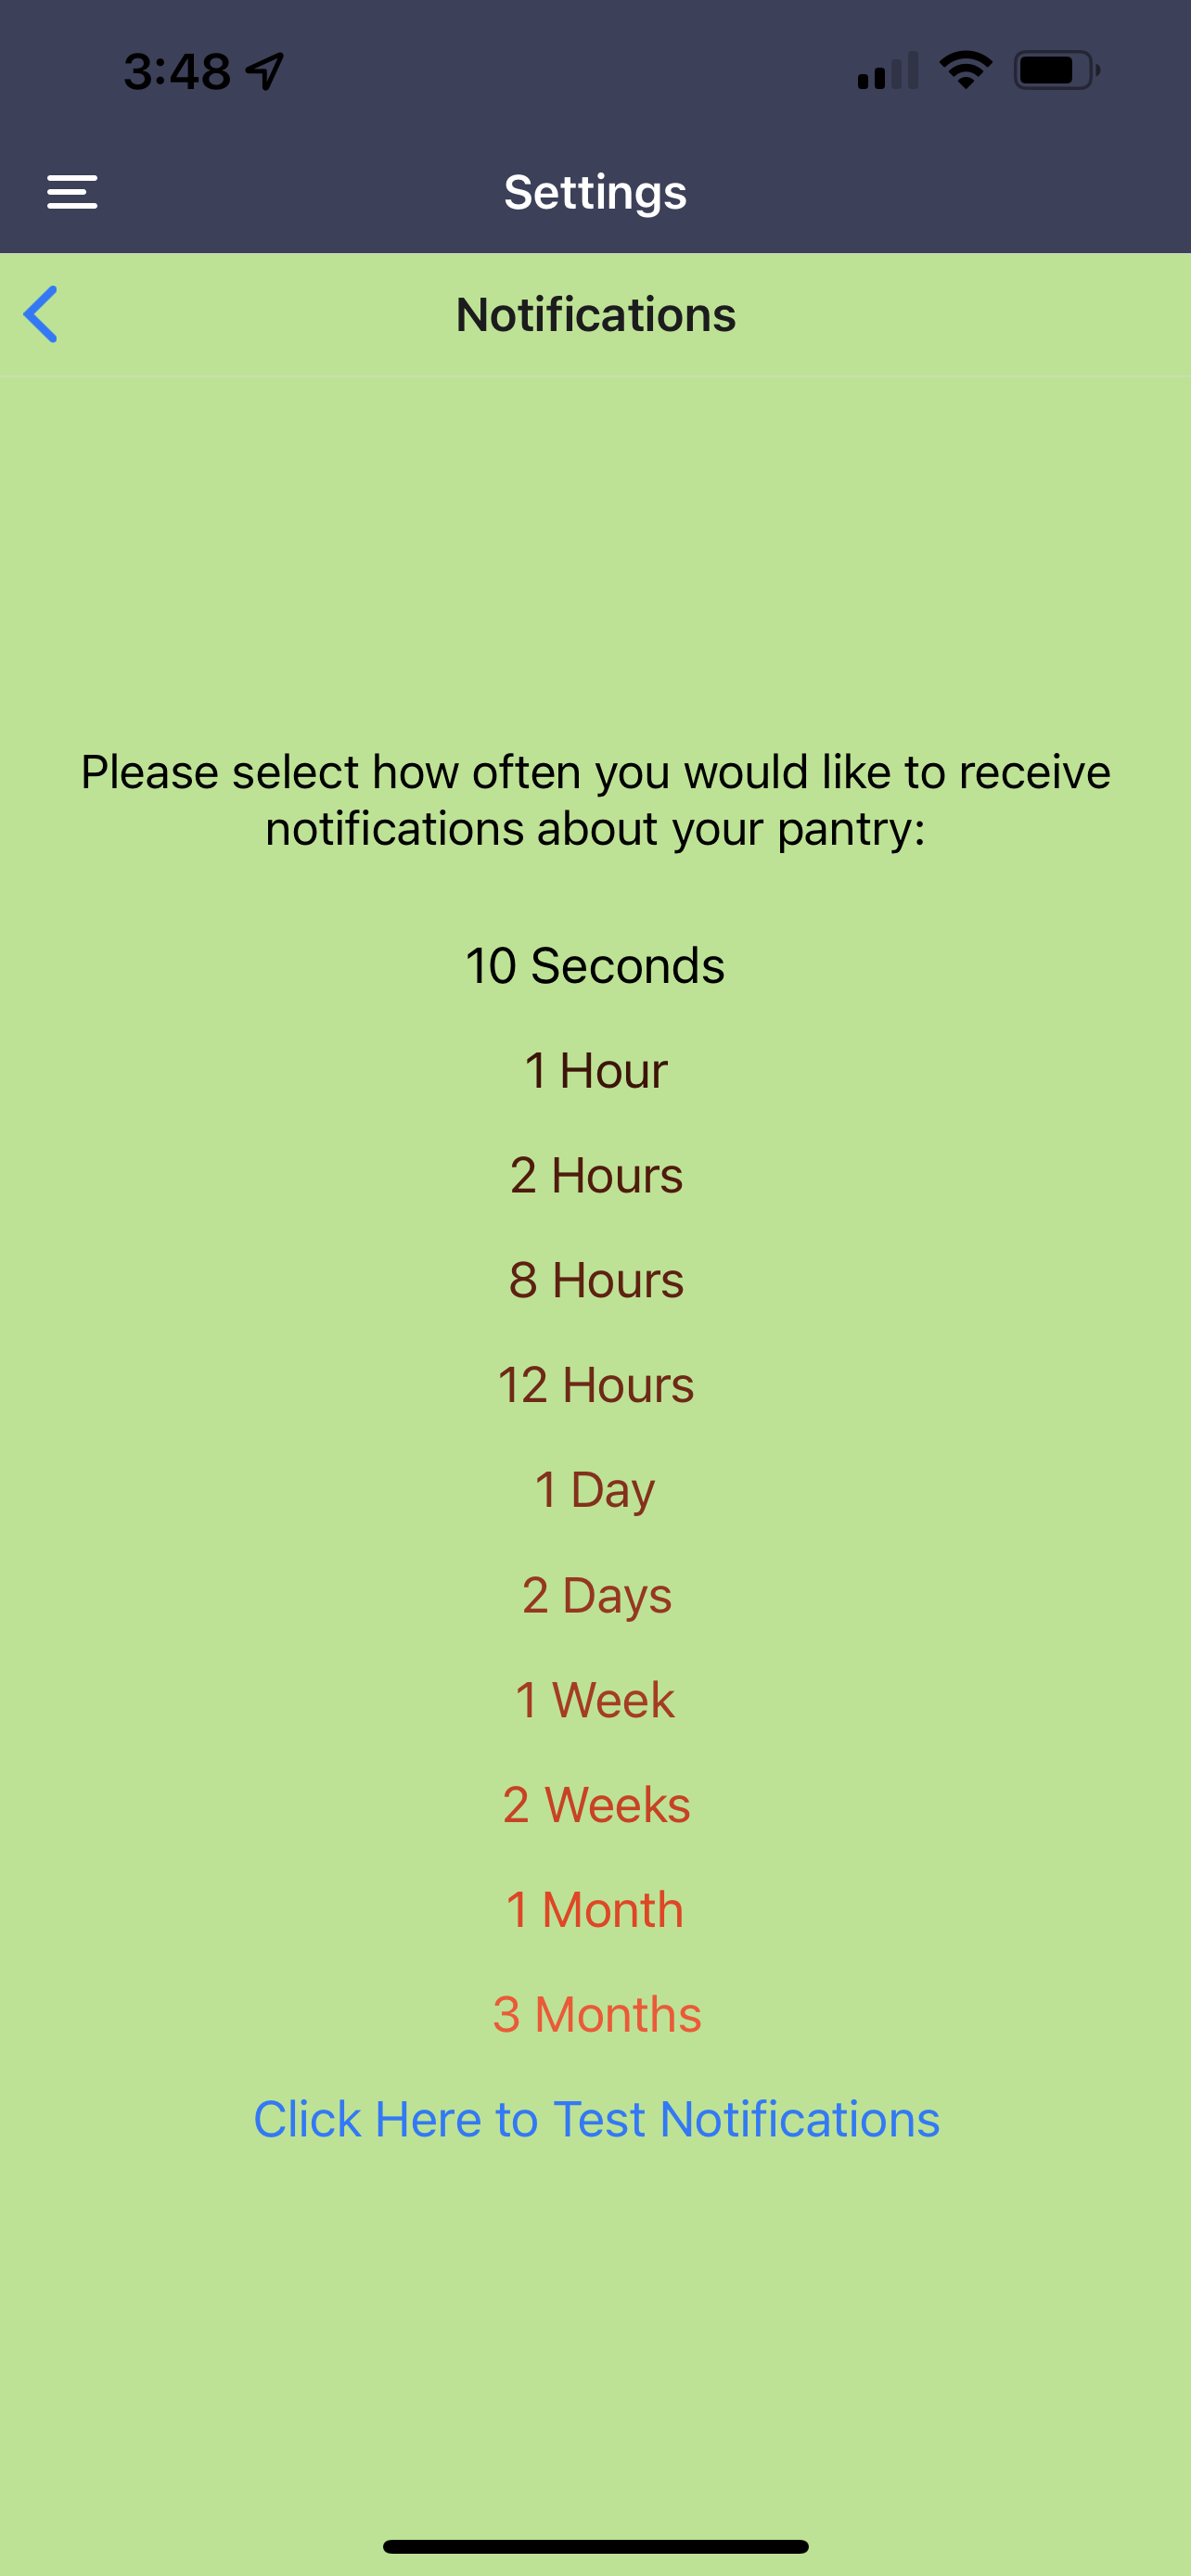 3:48
Settings
Notifications
Please select how often you would like to receive
notifications about your pantry:
10 Seconds
1 Hour
2 Hours
8 Hours
12 Hours
1 Day
2 Days
1 Week
2 Weeks
1 Month
3 Months
Click Here to Test Notifications